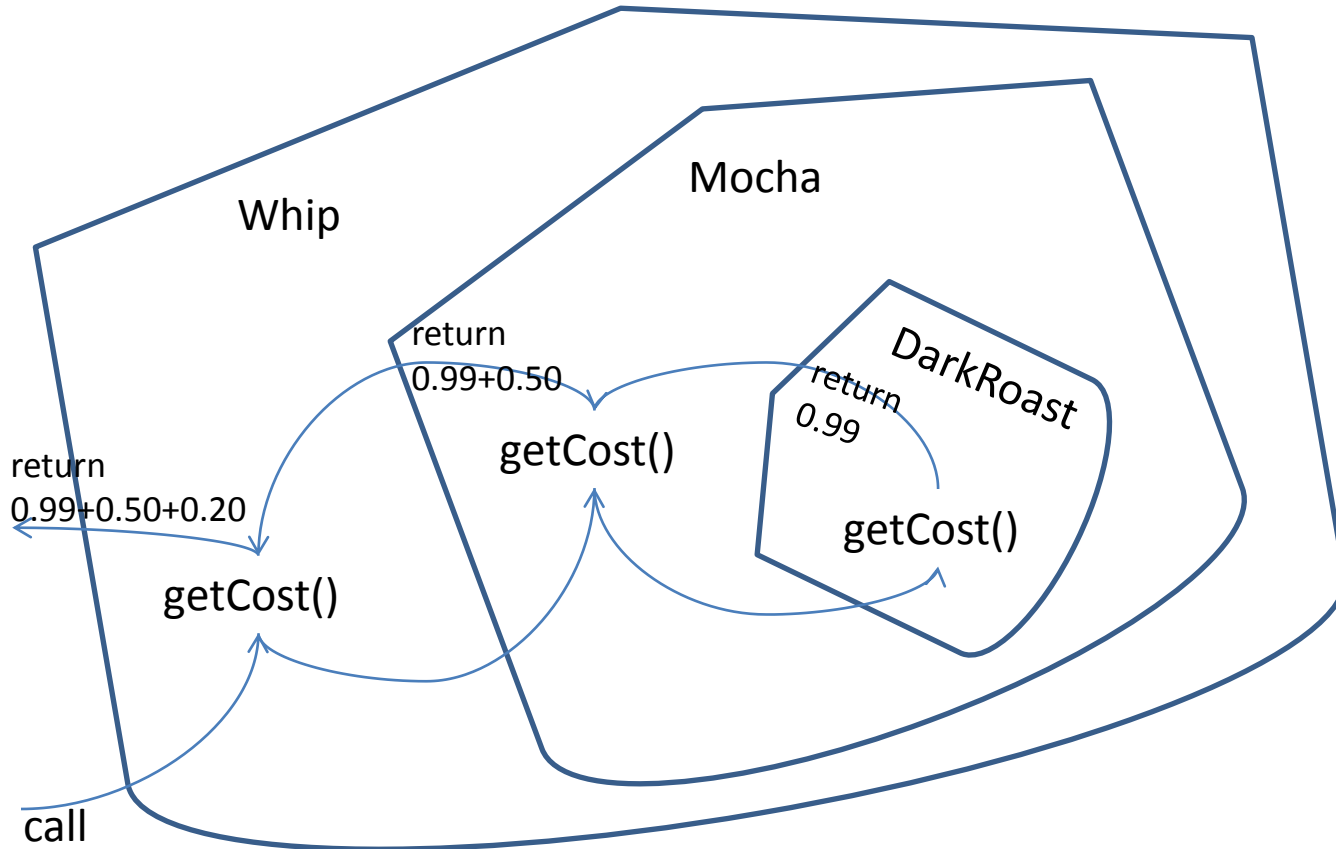 Mocha
Whip
return
0.99+0.50
DarkRoast
return
0.99
getCost()
return
0.99+0.50+0.20
getCost()
getCost()
call